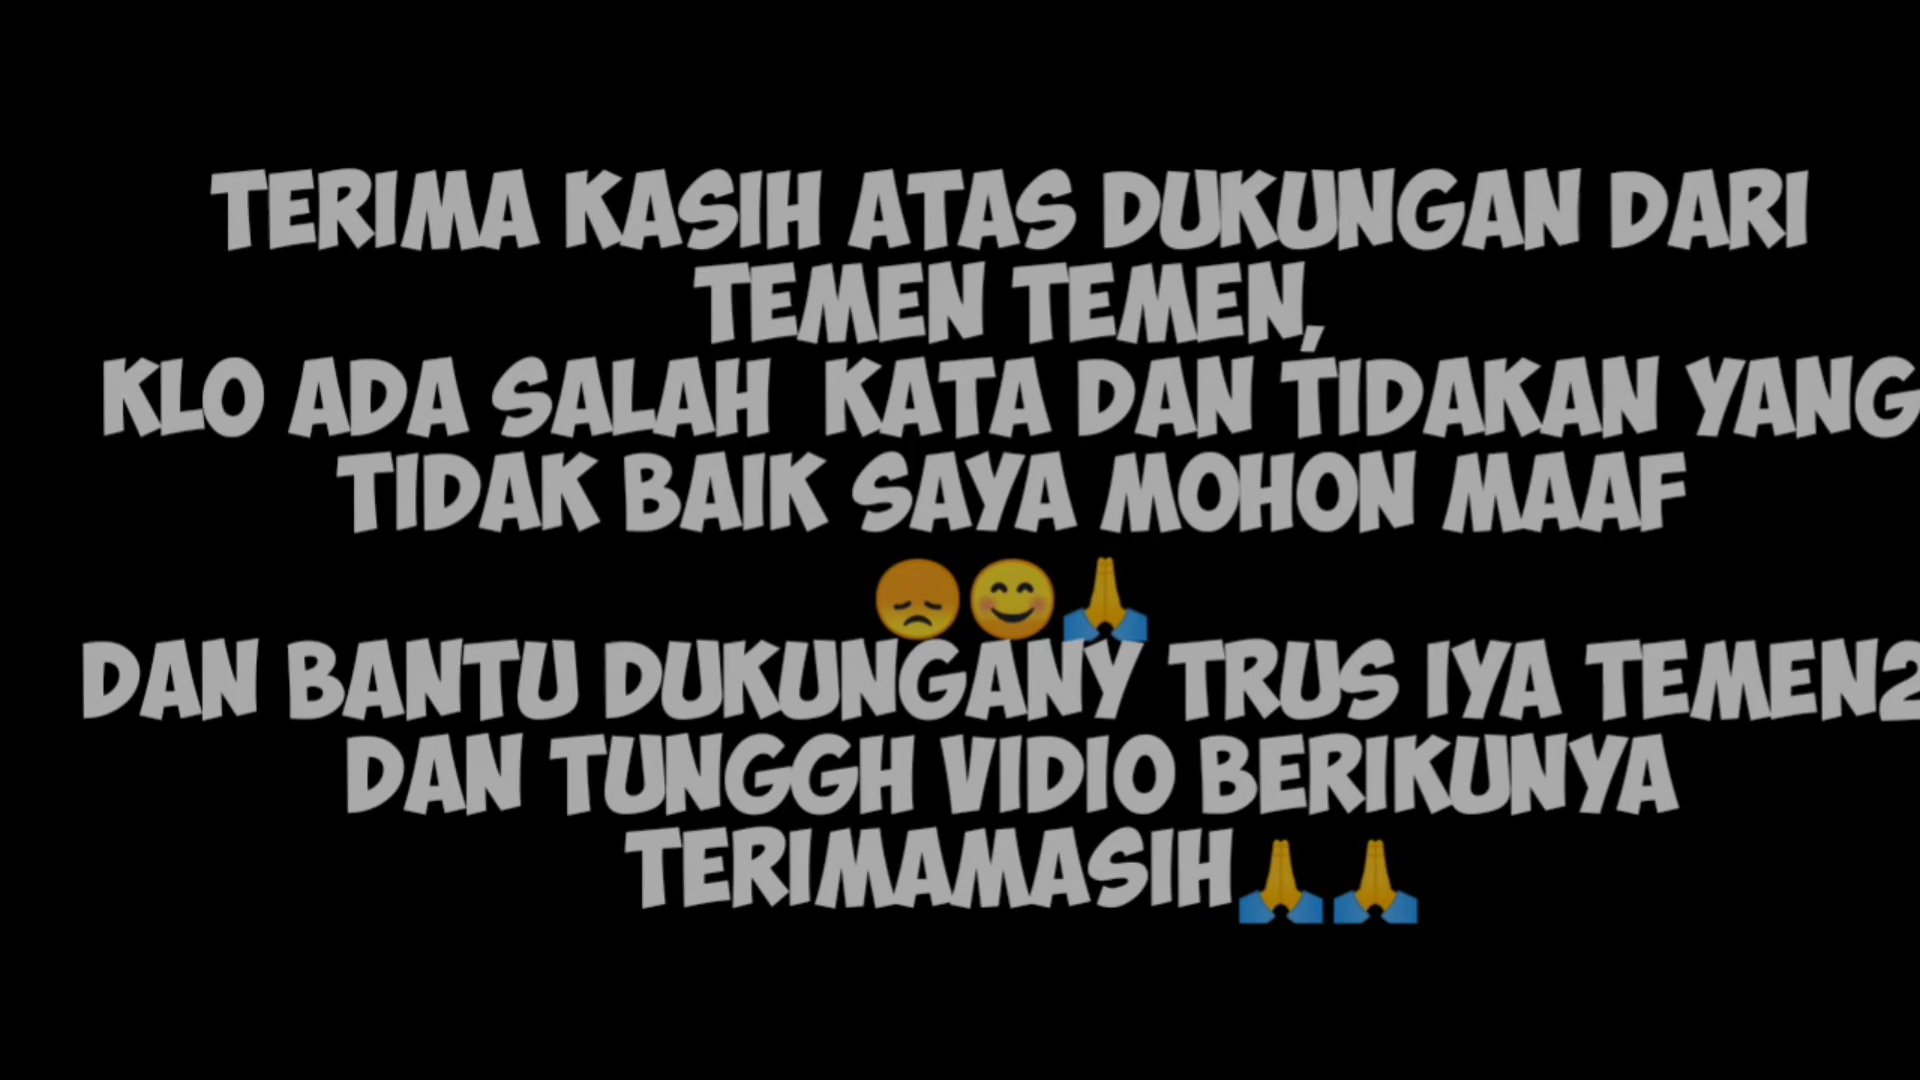 TERIMA KASIH ATAS DUKUNGAN DARI
TEMEN TEMEN,
KLO ADA SALAH KATA DAN TIDAKAN YANG
TIDAK BAIK SAYA MOHON MAAF
😞😊🙏
DAN BANTU DUKUNGANY TRUS IYA TEMEN2
DAN TUNGGH VIDIO BERIKUNYA
TERIMAMASIH🙏🙏